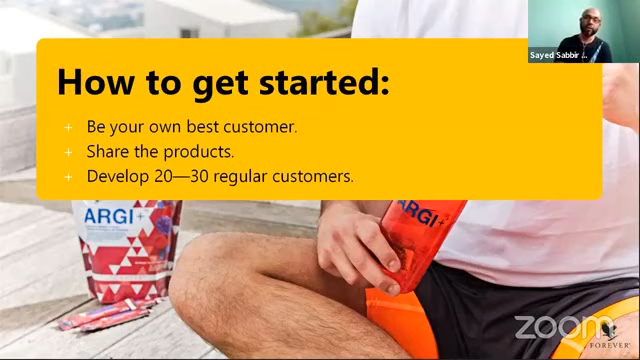 Sayed Sabbir ...
How to get started:
+ Be your own best customer.
+ Share the products.
+ Develop 20—30 regular customers.
ARGI+
ARGI+
zoom
FOREVER